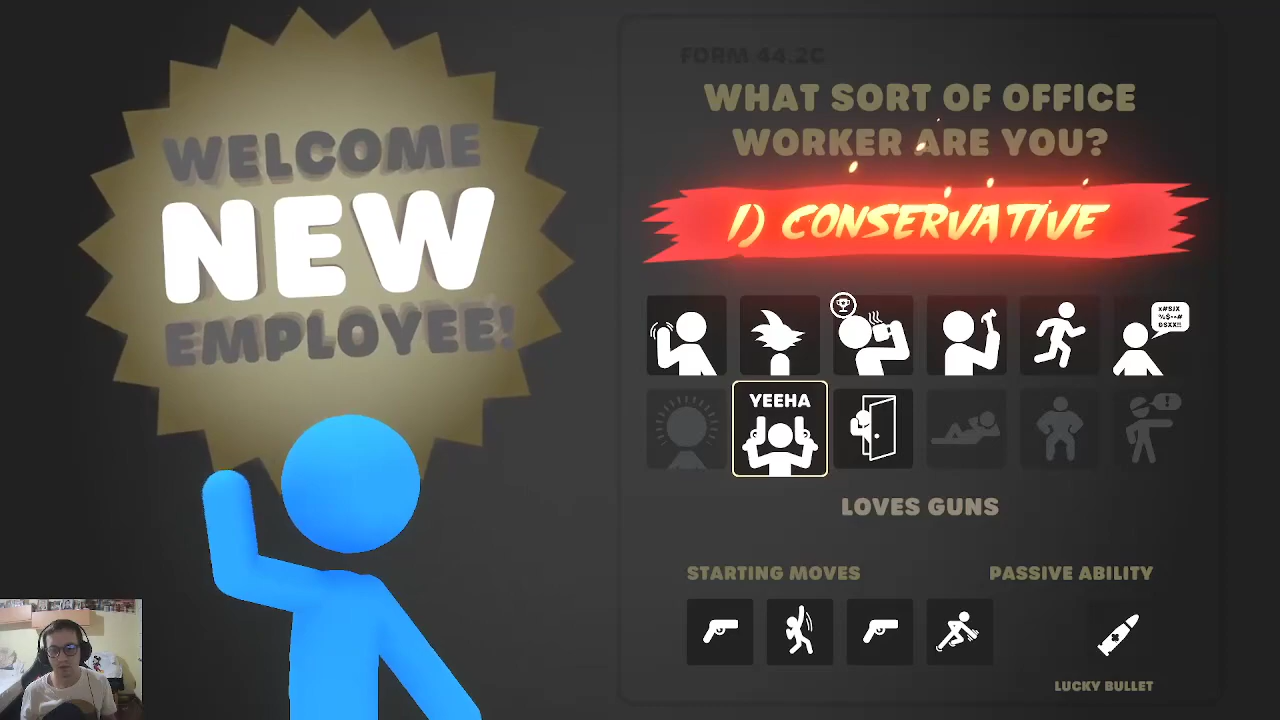 WELCOME
NEW
EMPLOYEE!
FORM 44.2C
WHAT SORT OF OFFICE
WORKER ARE YOU?
1) CONSERVATIVE
YEEHA
LOVES GUNS
STARTING MOVES
PASSIVE ABILITY
LUCKY BULLET